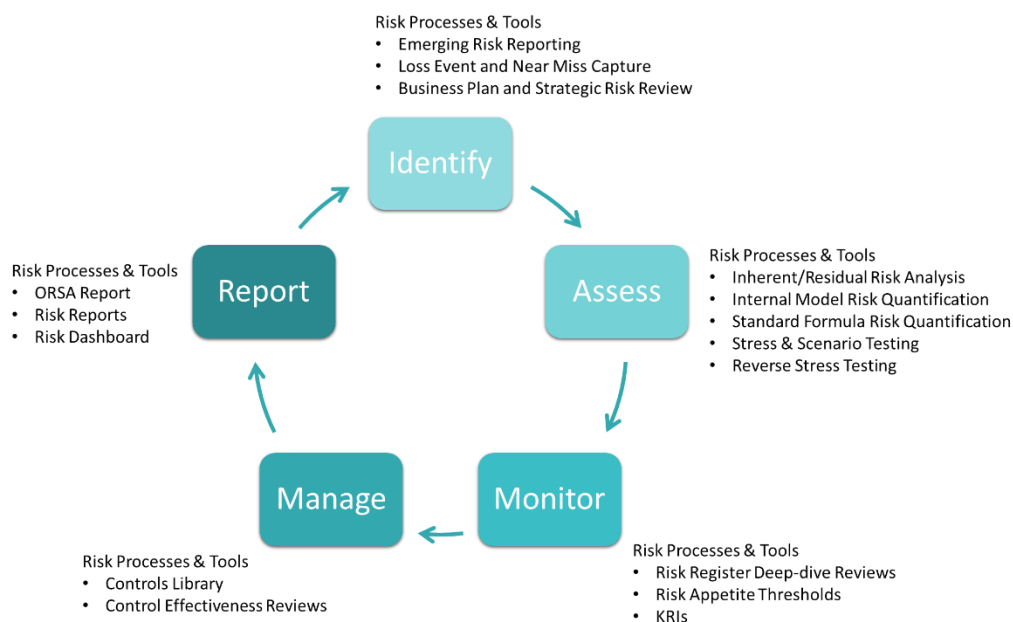 Risk Processes & Tools
• Emerging Risk Reporting
• Loss Event and Near Miss Capture
• Business Plan and Strategic Risk Review
Identify
Risk Processes & Tools
• Inherent/Residual Risk Analysis
• Internal Model Risk Quantification
• Standard Formula Risk Quantification
• Stress & Scenario Testing
• Reverse Stress Testing
Assess
Monitor
Risk Processes & Tools
• Risk Register Deep-dive Reviews
• Risk Appetite Thresholds
• KRIs
Manage
Risk Processes & Tools
• Controls Library
• Control Effectiveness Reviews
Report
Risk Processes & Tools
• ORSA Report
• Risk Reports
• Risk Dashboard